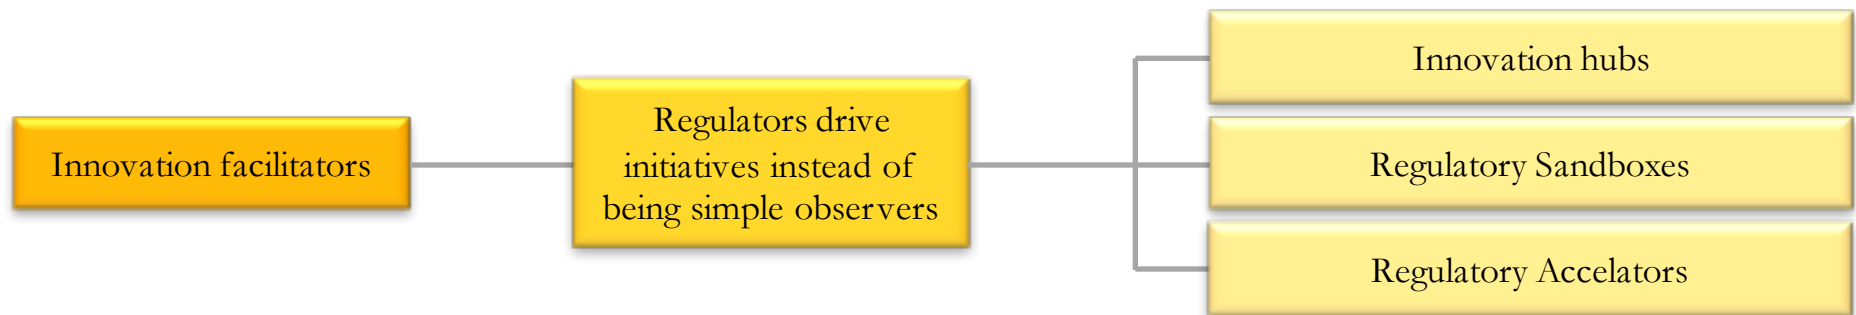 Innovation facilitators
Regulators drive
initiatives instead of
being simple observers
Innovation hubs
Regulatory Sandboxes
Regulatory Accelators